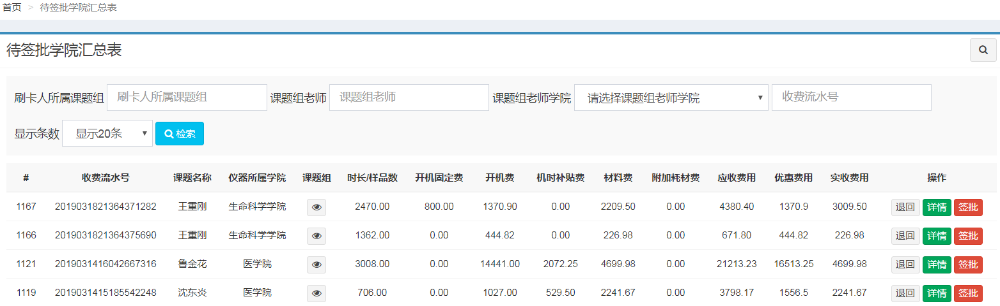 首页 > 待签批学院汇总表
待签批学院汇总表
刷卡人所属课题组 刷卡人所属课题组 课题组老师 课题组老师 课题组老师学院 请选择课题组老师学院 收费流水号
显示条数 显示20条 检索
# 收费流水号 课题名称 仪器所属学院 课题组 时长/样品数 开机固定费 开机费 机时补贴费 材料费 附加耗材费 应收费用 优惠费用 实收费用 操作
1167 2019031821364371282 王重刚 生命科学学院 2470.00 800.00 1370.90 0.00 2209.50 0.00 4380.40 1370.9 3009.50 退回 详情 签批
1166 2019031821364375690 王重刚 生命科学学院 1362.00 0.00 444.82 0.00 226.98 0.00 671.80 444.82 226.98 退回 详情 签批
1121 2019031416042667316 鲁金花 医学院 3008.00 0.00 14441.00 2072.25 4699.98 0.00 21213.23 16513.25 4699.98 退回 详情 签批
1119 2019031415185542248 沈东炎 医学院 706.00 0.00 1027.00 529.50 2241.67 0.00 3798.17 1556.5 2241.67 退回 详情 签批